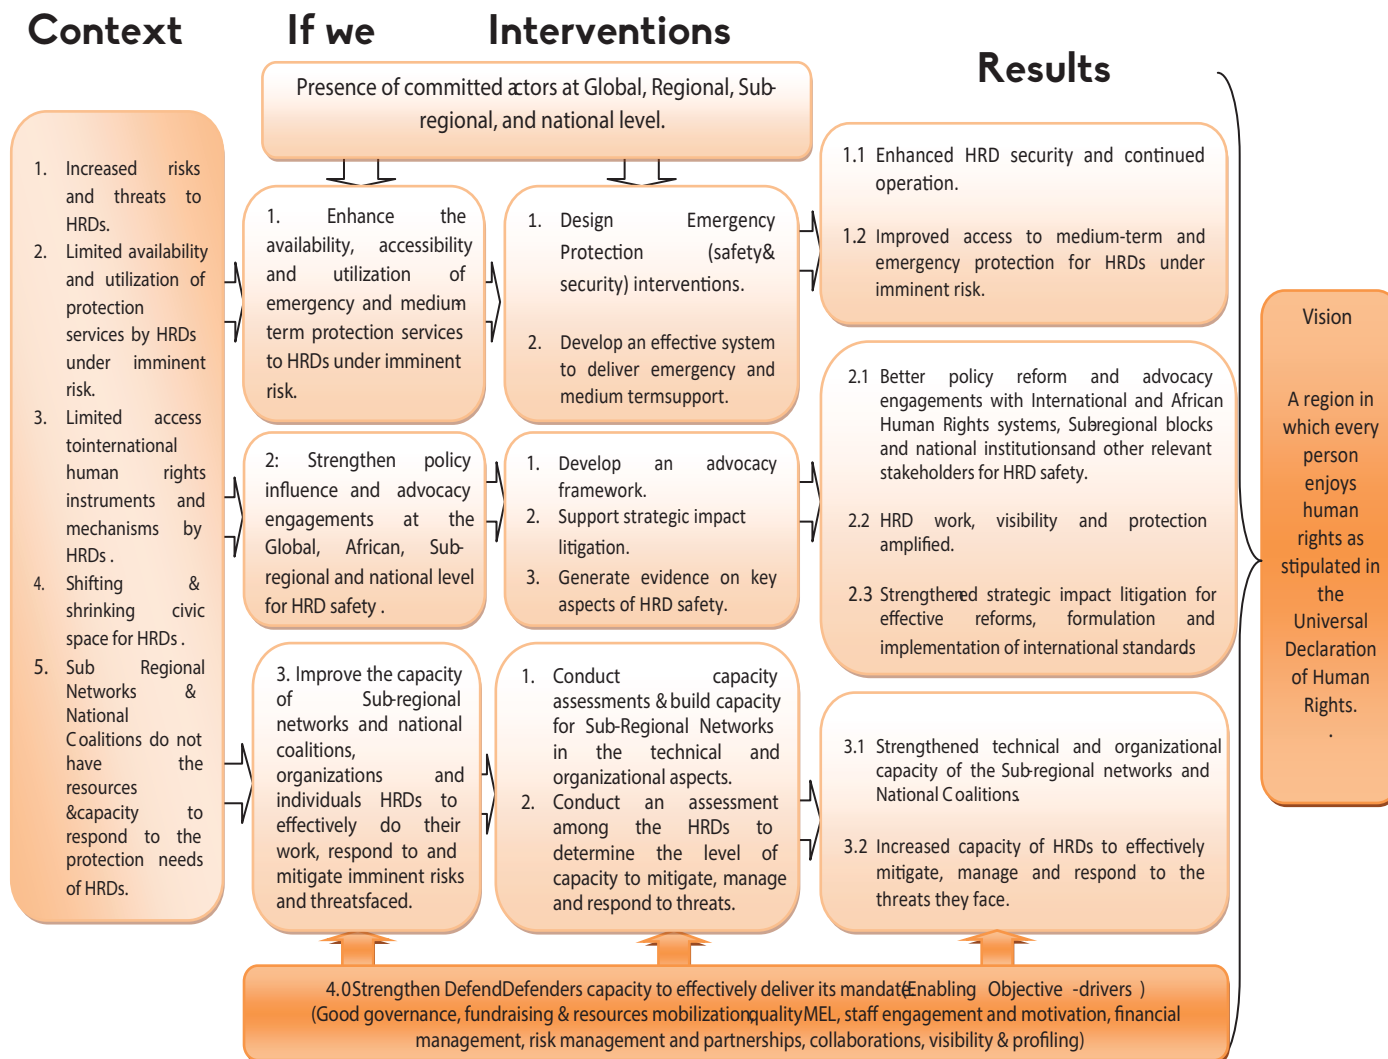 Context
If we
Interventions
Results
Presence of committed actors at Global, Regional, Sub-
regional, and national level.
1. Increased risks
and threats to
HRDs.
2. Limited availability
and utilization of
protection
services by HRDs
under imminent
risk.
3. Limited access
tointernational
human rights
instruments and
mechanisms by
HRDs .
4. Shifting &
shrinking civic
space for HRDs .
5. Sub Regional
Networks &
National
Coalitions do not
have the
resources
&capacity to
respond to the
protection needs
of HRDs.
1. Enhance the
availability, accessibility
and utilization of
emergency and medium-
term protection services
to HRDs under imminent
risk.
1. Design Emergency
Protection (safety&
security) interventions.
2. Develop an effective system
to deliver emergency and
medium termsupport.
1.1 Enhanced HRD security and continued
operation.
1.2 Improved access to medium-term and
emergency protection for HRDs under
imminent risk.
2: Strengthen policy
influence and advocacy
engagements at the
Global, African, Sub-
regional and national level
for HRD safety .
1. Develop an advocacy
framework.
2. Support strategic impact
litigation.
3. Generate evidence on key
aspects of HRD safety.
2.1 Better policy reform and advocacy
engagements with International and African
Human Rights systems, Sub-regional blocks
and national institutionsand other relevant
stakeholders for HRD safety.
2.2 HRD work, visibility and protection
amplified.
2.3 Strengthened strategic impact litigation for
effective reforms, formulation and
implementation of international standards
3. Improve the capacity
of Sub-regional
networks and national
coalitions,
organizations and
individuals HRDs to
effectively do their
work, respond to and
mitigate imminent risks
and threatsfaced.
1. Conduct capacity
assessments & build capacity
for Sub-Regional Networks
in the technical and
organizational aspects.
2. Conduct an assessment
among the HRDs to
determine the level of
capacity to mitigate, manage
and respond to threats.
3.1 Strengthened technical and organizational
capacity of the Sub-regional networks and
National Coalitions.
3.2 Increased capacity of HRDs to effectively
mitigate, manage and respond to the
threats they face.
Vision
A region in
which every
person
enjoys
human
rights as
stipulated in
the
Universal
Declaration
of Human
Rights.
.
4.0Strengthen DefendDefenders capacity to effectively deliver its mandate(Enabling Objective -drivers )
(Good governance, fundraising & resources mobilization,qualityMEL, staff engagement and motivation, financial
management, risk management and partnerships, collaborations, visibility & profiling)